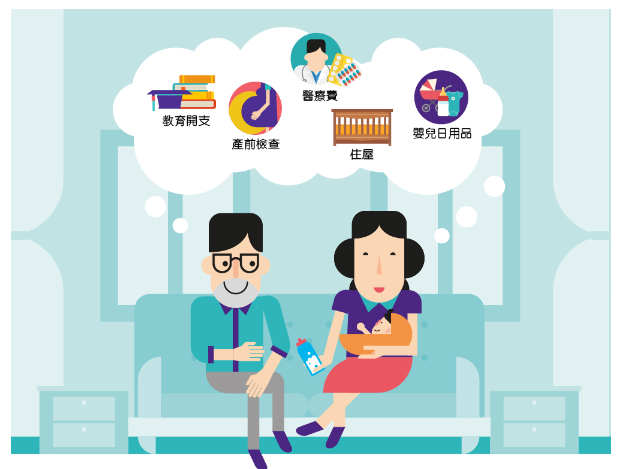 醫療費
教育開支
產前檢查
住屋
嬰兒日用品